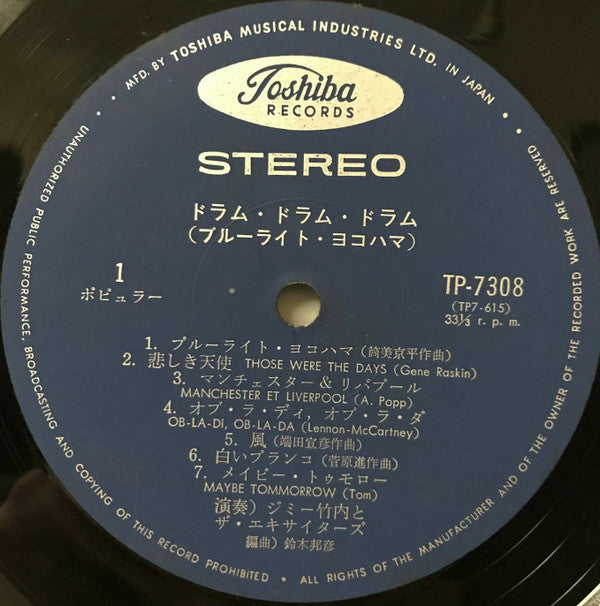 MFD. BY TOSHIBA MUSICAL INDUSTRIES LTD. IN JAPAN •
Toshiba
RECORDS
STEREO
ドラム・ドラム・ドラム
(ブルーライト・ヨコハマ)
1
ポピュラー
TP-7308
(TP7-615)
33⅓ r. p. m.
1. ブルーライト・ヨコハマ (筒美京平作曲)
2. 悲しき天使 THOSE WERE THE DAYS (Gene Raskin)
3. マンチェスター&リバプール
MANCHESTER ET LIVERPOOL (A. Popp)
4. オブ・ラ・ディ, オブ・ラ・ダ
OB-LA-DI, OB-LA-DA (Lennon-McCartney)
5. 風 (端田宣彦作曲)
6. 白いブランコ (菅原進作曲)
7. メイビー・トゥモロー
MAYBE TOMMORROW (Tom)
演奏) ジミー竹内と
ザ・エキサイターズ
編曲) 鈴木邦彦
UNAUTHORIZED PUBLIC PERFORMANCE, BROADCASTING AND COPYING OF THIS RECORD PROHIBITED • ALL RIGHTS OF THE MANUFACTURER AND OF THE OWNER OF THE RECORDED WORK ARE RESERVED